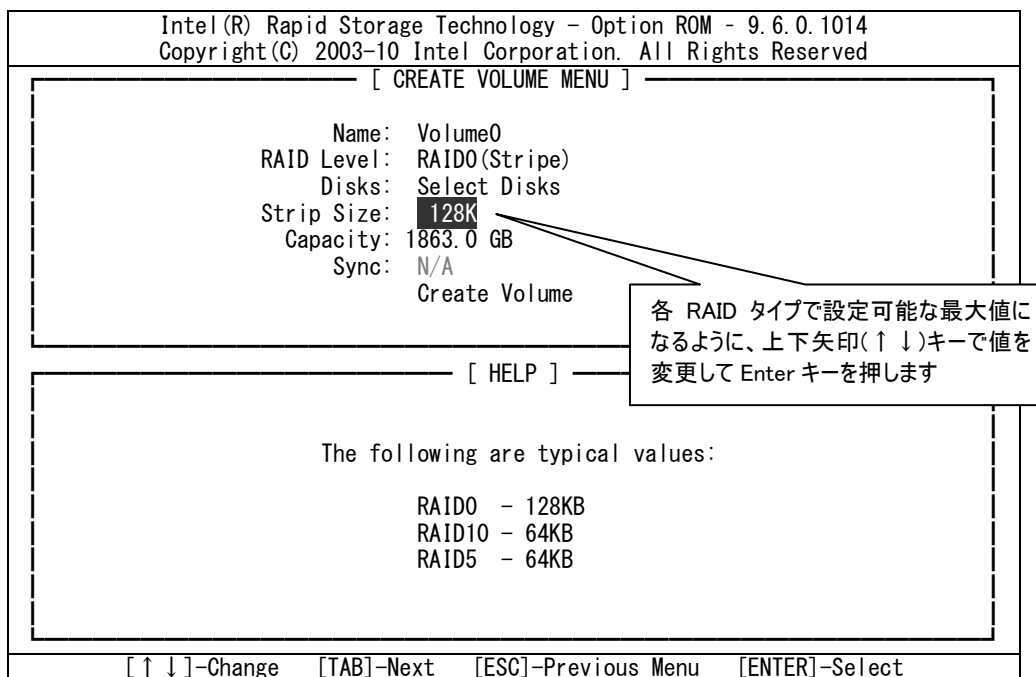 Intel(R) Rapid Storage Technology – Option ROM – 9.6.0.1014
Copyright(C) 2003-10 Intel Corporation. All Rights Reserved
[ CREATE VOLUME MENU ]
Name: Volume0
RAID Level: RAID0(Stripe)
Disks: Select Disks
Strip Size: 128K
Capacity: 1863.0 GB
Sync: N/A
Create Volume
各 RAID タイプで設定可能な最大値に
なるように、上下矢印(↑↓)キーで値を
変更して Enter キーを押します
[ HELP ]
The following are typical values:
RAID0 – 128KB
RAID10 – 64KB
RAID5 – 64KB
[↑↓]-Change [TAB]-Next [ESC]-Previous Menu [ENTER]-Select